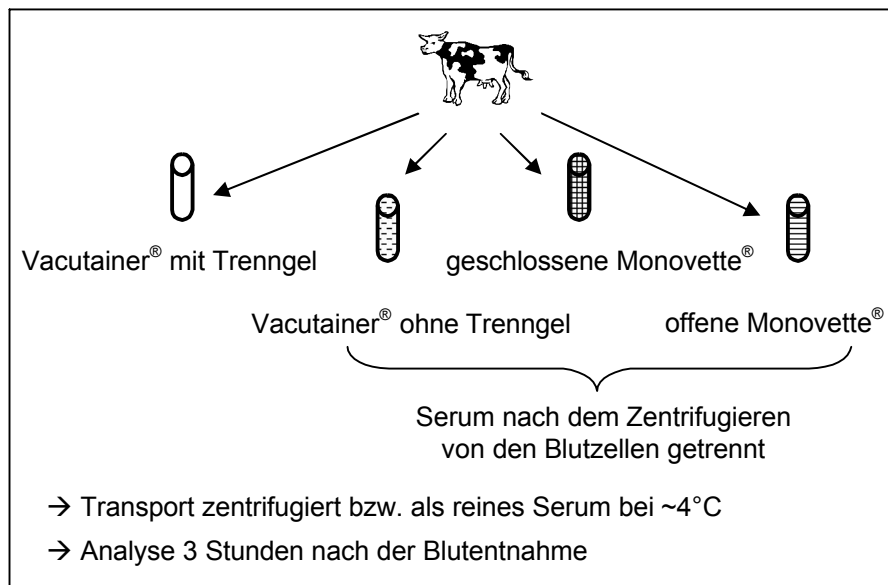 Vacutainer® mit Trenngel
geschlossene Monovette®
Vacutainer® ohne Trenngel
offene Monovette®
Serum nach dem Zentrifugieren
von den Blutzellen getrennt
→ Transport zentrifugiert bzw. als reines Serum bei ~4°C
→ Analyse 3 Stunden nach der Blutentnahme